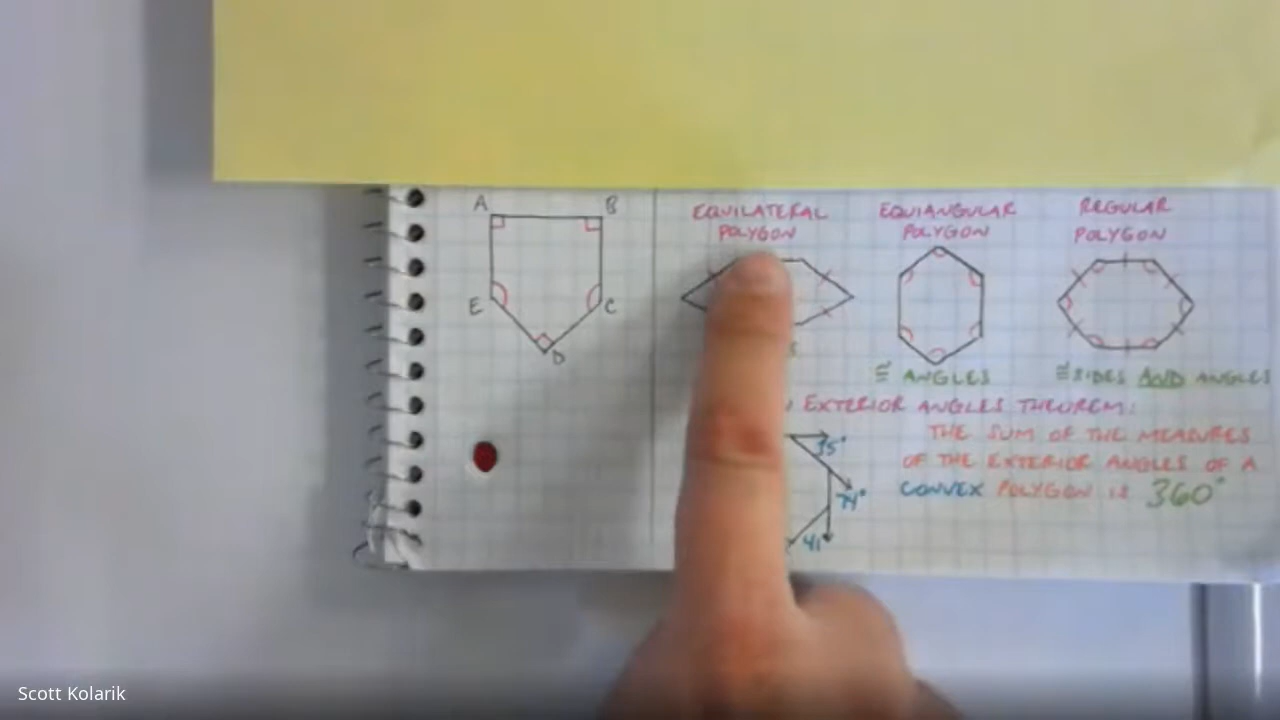 A
B
E
C
D
EQUILATERAL
POLYGON
EQUIANGULAR
POLYGON
REGULAR
POLYGON
≅ ANGLES
≅ SIDES AND ANGLES
EXTERIOR ANGLES THEOREM:
THE SUM OF THE MEASURES
OF THE EXTERIOR ANGLES OF A
CONVEX POLYGON IS 360°
35°
74°
41°
Scott Kolarik